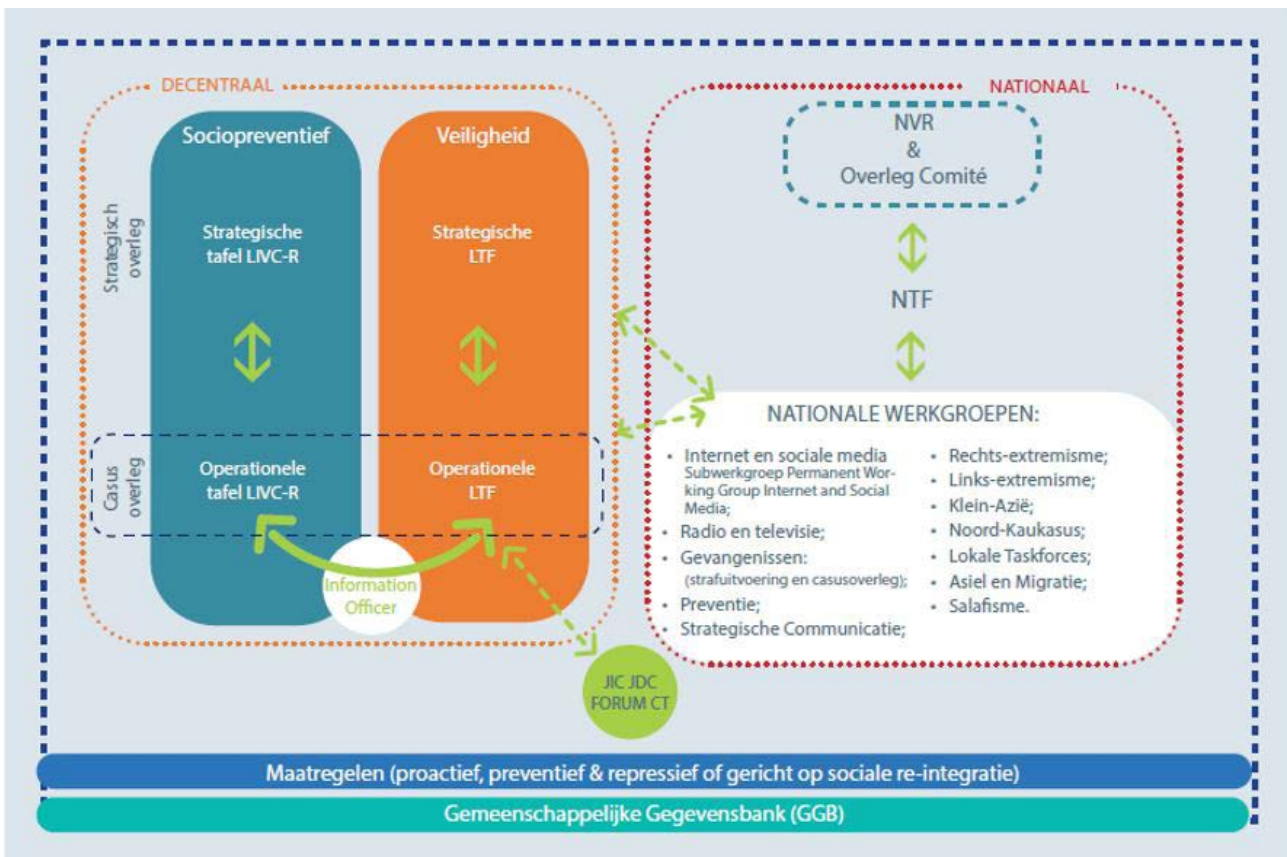 DECENTRAAL
Sociopreventief
Veiligheid
Strategisch
overleg
Strategische
tafel LIVC-R
Strategische
LTF
Casus
overleg
Operationele
tafel LIVC-R
Operationele
LTF
Information
Officer
JIC JDC
FORUM CT
NATIONAAL
NVR
&
Overleg Comité
NTF
NATIONALE WERKGROEPEN:
• Internet en sociale media
Subwerkgroep Permanent Wor-
king Group Internet and Social
Media;
• Radio en televisie;
• Gevangenissen:
(strafuitvoering en casusoverleg);
• Preventie;
• Strategische Communicatie;
• Rechts-extremisme;
• Links-extremisme;
• Klein-Azië;
• Noord-Kaukasus;
• Lokale Taskforces;
• Asiel en Migratie;
• Salafisme.
Maatregelen (proactief, preventief & repressief of gericht op sociale re-integratie)
Gemeenschappelijke Gegevensbank (GGB)